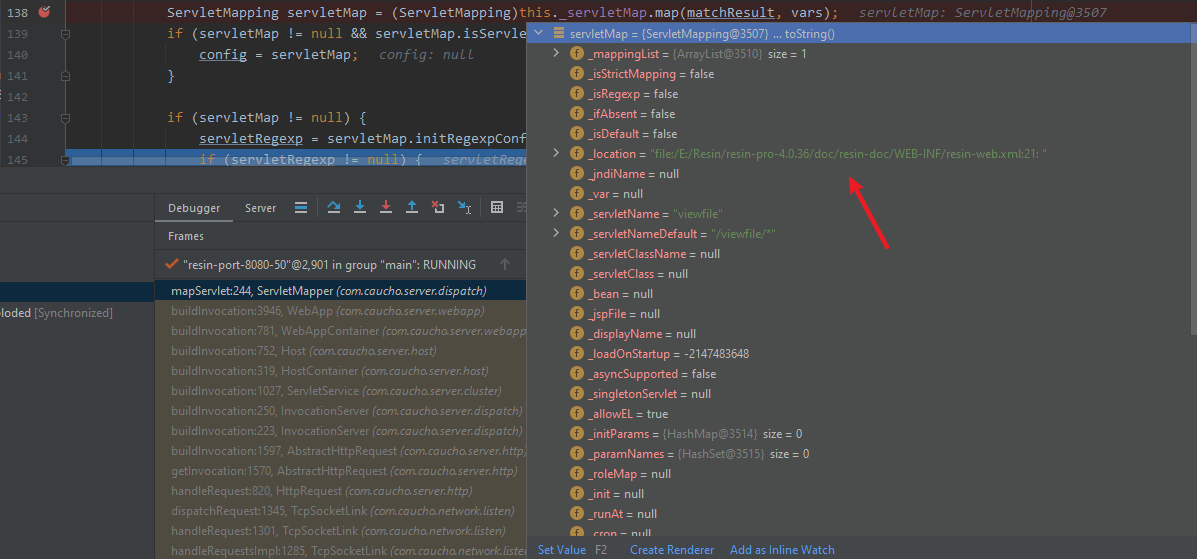 138 ServletMapping servletMap = (ServletMapping)this._servletMap.map(matchResult, vars); servletMap: ServletMapping@3507
139 if (servletMap != null && servletMap.isServle
140 config = servletMap; config: null
141 }
142
143 if (servletMap != null) {
144 servletRegexp = servletMap.initRegexpConf
145 if (servletRegexp != null) { servletReg
servletMap = {ServletMapping@3507} ... toString()
_mappingList = {ArrayList@3510} size = 1
_isStrictMapping = false
_isRegexp = false
_ifAbsent = false
_isDefault = false
_location = "file:/E:/Resin/resin-pro-4.0.36/doc/resin-doc/WEB-INF/resin-web.xml:21: "
_jndiName = null
_var = null
_servletName = "viewfile"
_servletNameDefault = "/viewfile/*"
_servletClassName = null
_servletClass = null
_bean = null
_jspFile = null
_displayName = null
_loadOnStartup = -2147483648
_asyncSupported = false
_singletonServlet = null
_allowEL = true
_initParams = {HashMap@3514} size = 0
_paramNames = {HashSet@3515} size = 0
_roleMap = null
_init = null
_runAt = null
_cron = null
Set Value F2 Create Renderer Add as Inline Watch
Debugger Server
Frames
"resin-port-8080-50"@2,901 in group "main": RUNNING
mapServlet:244, ServletMapper (com.caucho.server.dispatch)
buildInvocation:3946, WebApp (com.caucho.server.webapp)
buildInvocation:781, WebAppContainer (com.caucho.server.webapp
buildInvocation:752, Host (com.caucho.server.host)
buildInvocation:319, HostContainer (com.caucho.server.host)
buildInvocation:1027, ServletService (com.caucho.server.cluster)
buildInvocation:250, InvocationServer (com.caucho.server.dispatch)
buildInvocation:223, InvocationServer (com.caucho.server.dispatch)
buildInvocation:1597, AbstractHttpRequest (com.caucho.server.http)
getInvocation:1570, AbstractHttpRequest (com.caucho.server.http)
handleRequest:820, HttpRequest (com.caucho.server.http)
dispatchRequest:1345, TcpSocketLink (com.caucho.network.listen)
handleRequest:1301, TcpSocketLink (com.caucho.network.listen)
handleRequestsImpl:1285, TcpSocketLink (com.caucho.network.listen)
loded [Synchronized]